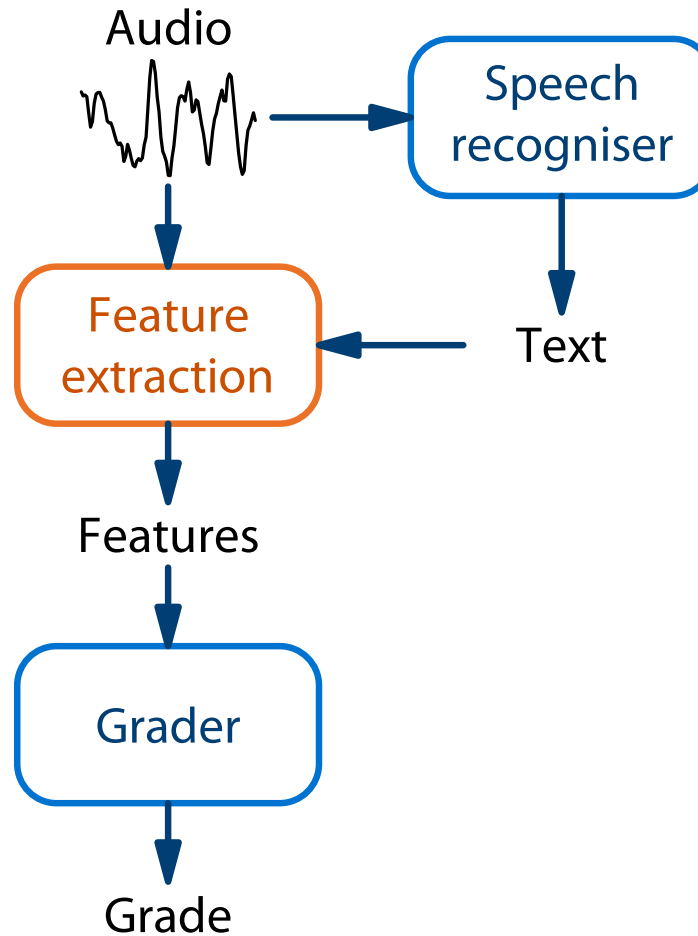 Audio
Speech
recogniser
Feature
extraction
Text
Features
Grader
Grade